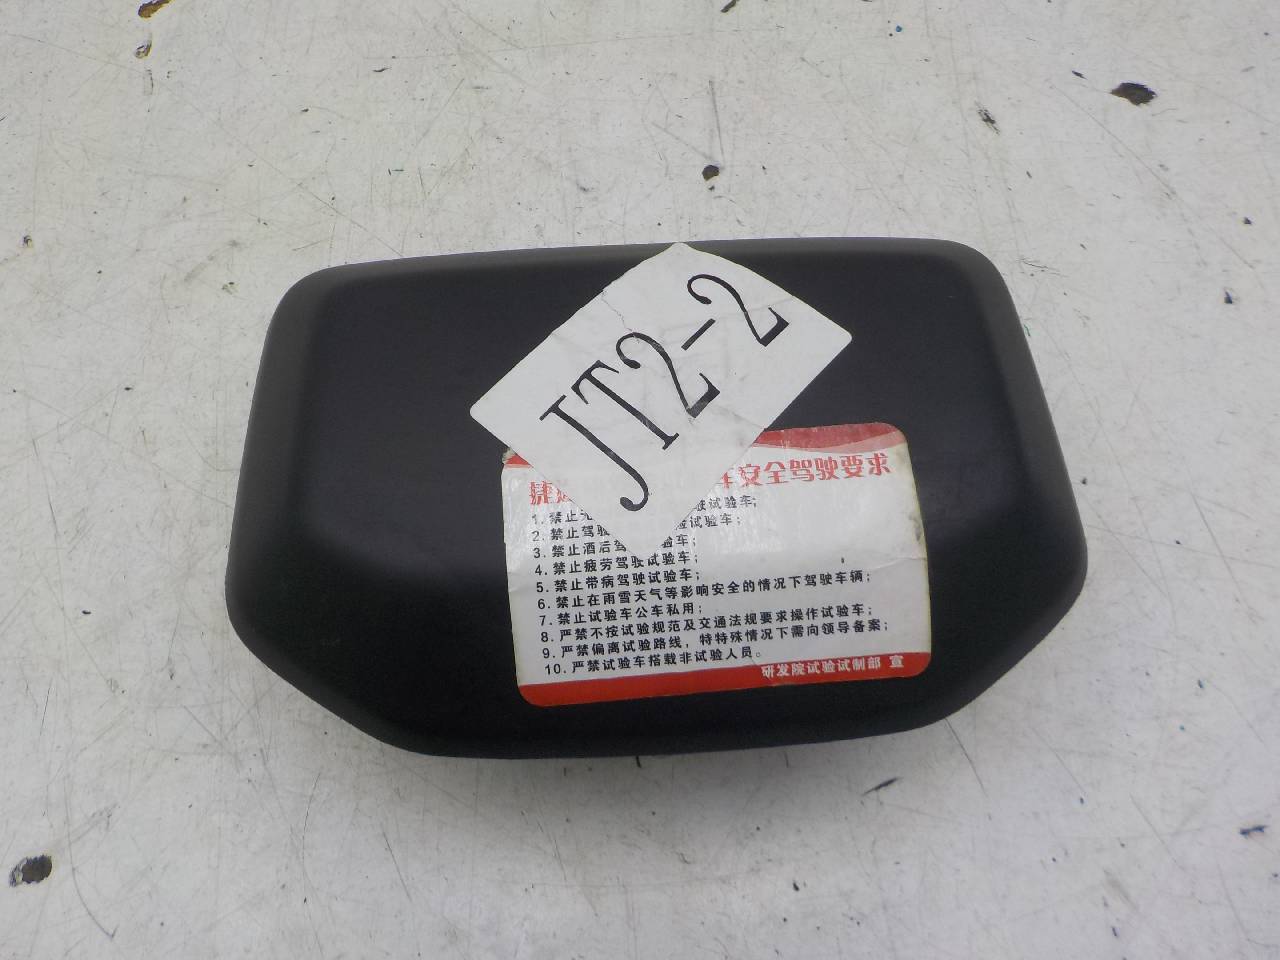 JT2-2
捷 车安全驾驶要求
1.禁止无 驶试验车;
2.禁止驾驶 验试验车;
3.禁止酒后驾 验车;
4.禁止疲劳驾驶试验车;
5.禁止带病驾驶试验车;
6.禁止在雨雪天气等影响安全的情况下驾驶车辆;
7.禁止试验车公车私用;
8.严禁不按试验规范及交通法规要求操作试验车;
9.严禁偏离试验路线,特特殊情况下需向领导备案;
10.严禁试验车搭载非试验人员。
研发院试验试制部 宣